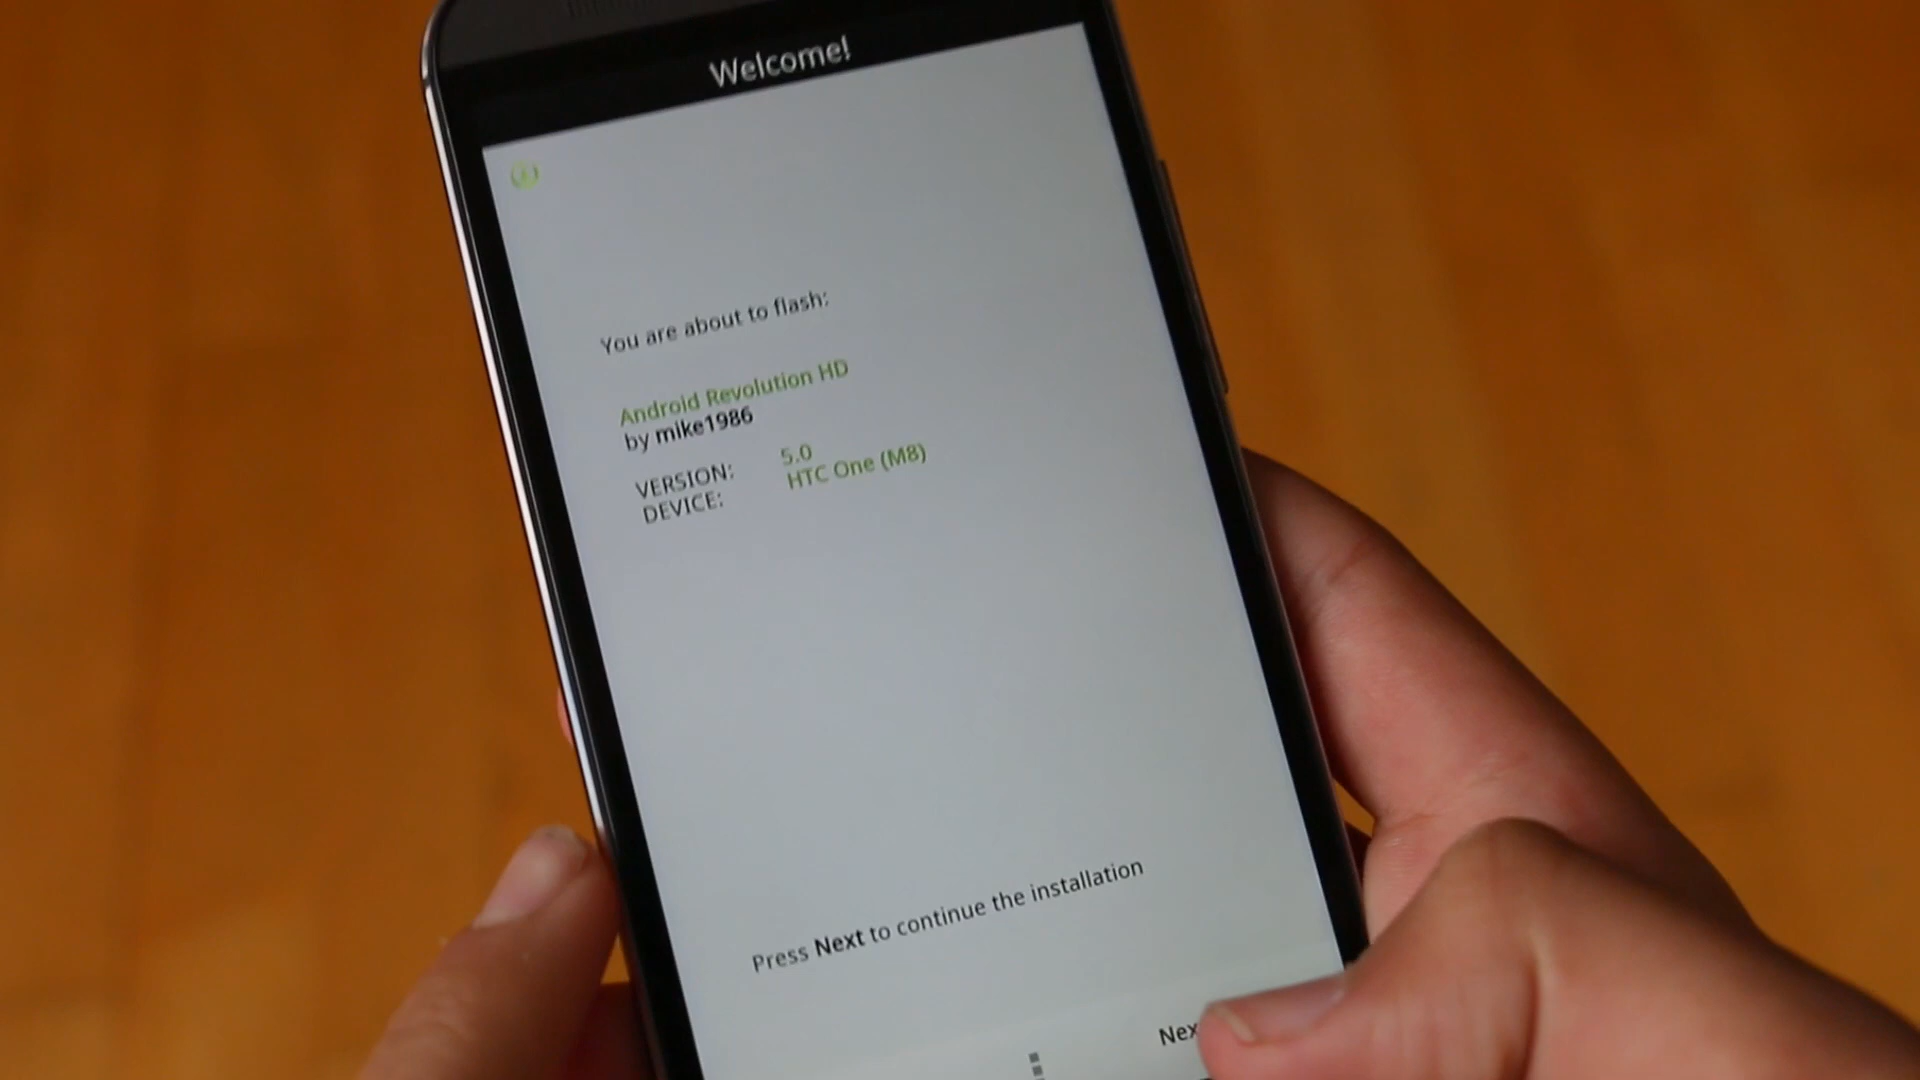 Welcome!
You are about to flash:
Android Revolution HD
by mike1986
VERSION: 5.0
DEVICE: HTC One (M8)
Press Next to continue the installation